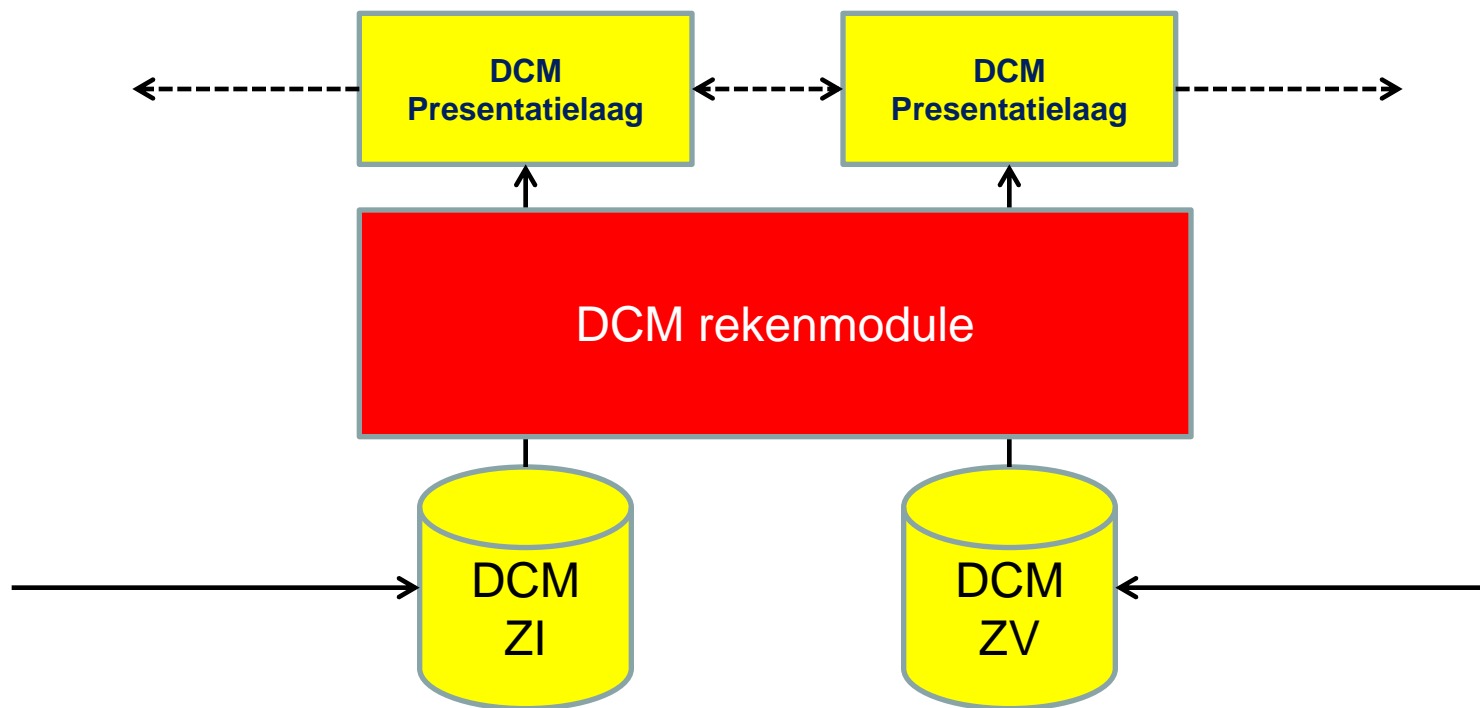 DCM
Presentatielaag
DCM
Presentatielaag
DCM rekenmodule
DCM
ZI
DCM
ZV